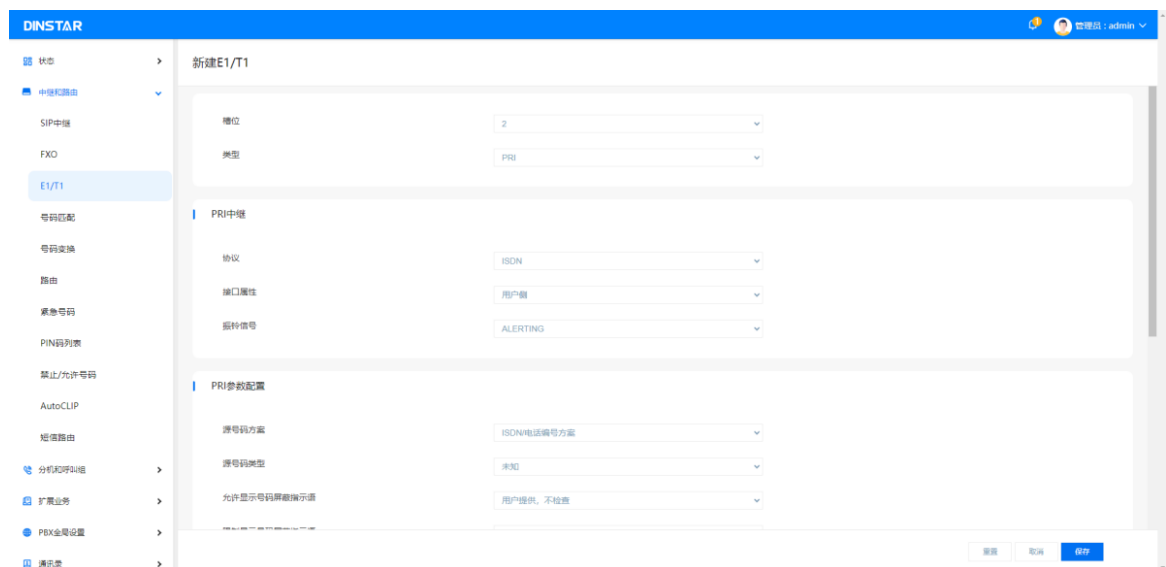 DINSTAR
管理员 : admin
状态
中继和路由
SIP中继
FXO
E1/T1
号码匹配
号码变换
路由
紧急号码
PIN码列表
禁止/允许号码
AutoCLIP
短信路由
分机和呼叫组
扩展业务
PBX全局设置
通讯录
新建E1/T1
槽位
2
类型
PRI
PRI中继
协议
ISDN
接口属性
用户侧
振铃信号
ALERTING
PRI参数配置
源号码方案
ISDN/电话编号方案
源号码类型
未知
允许显示号码屏蔽指示语
用户提供，不检查
重置
取消
保存